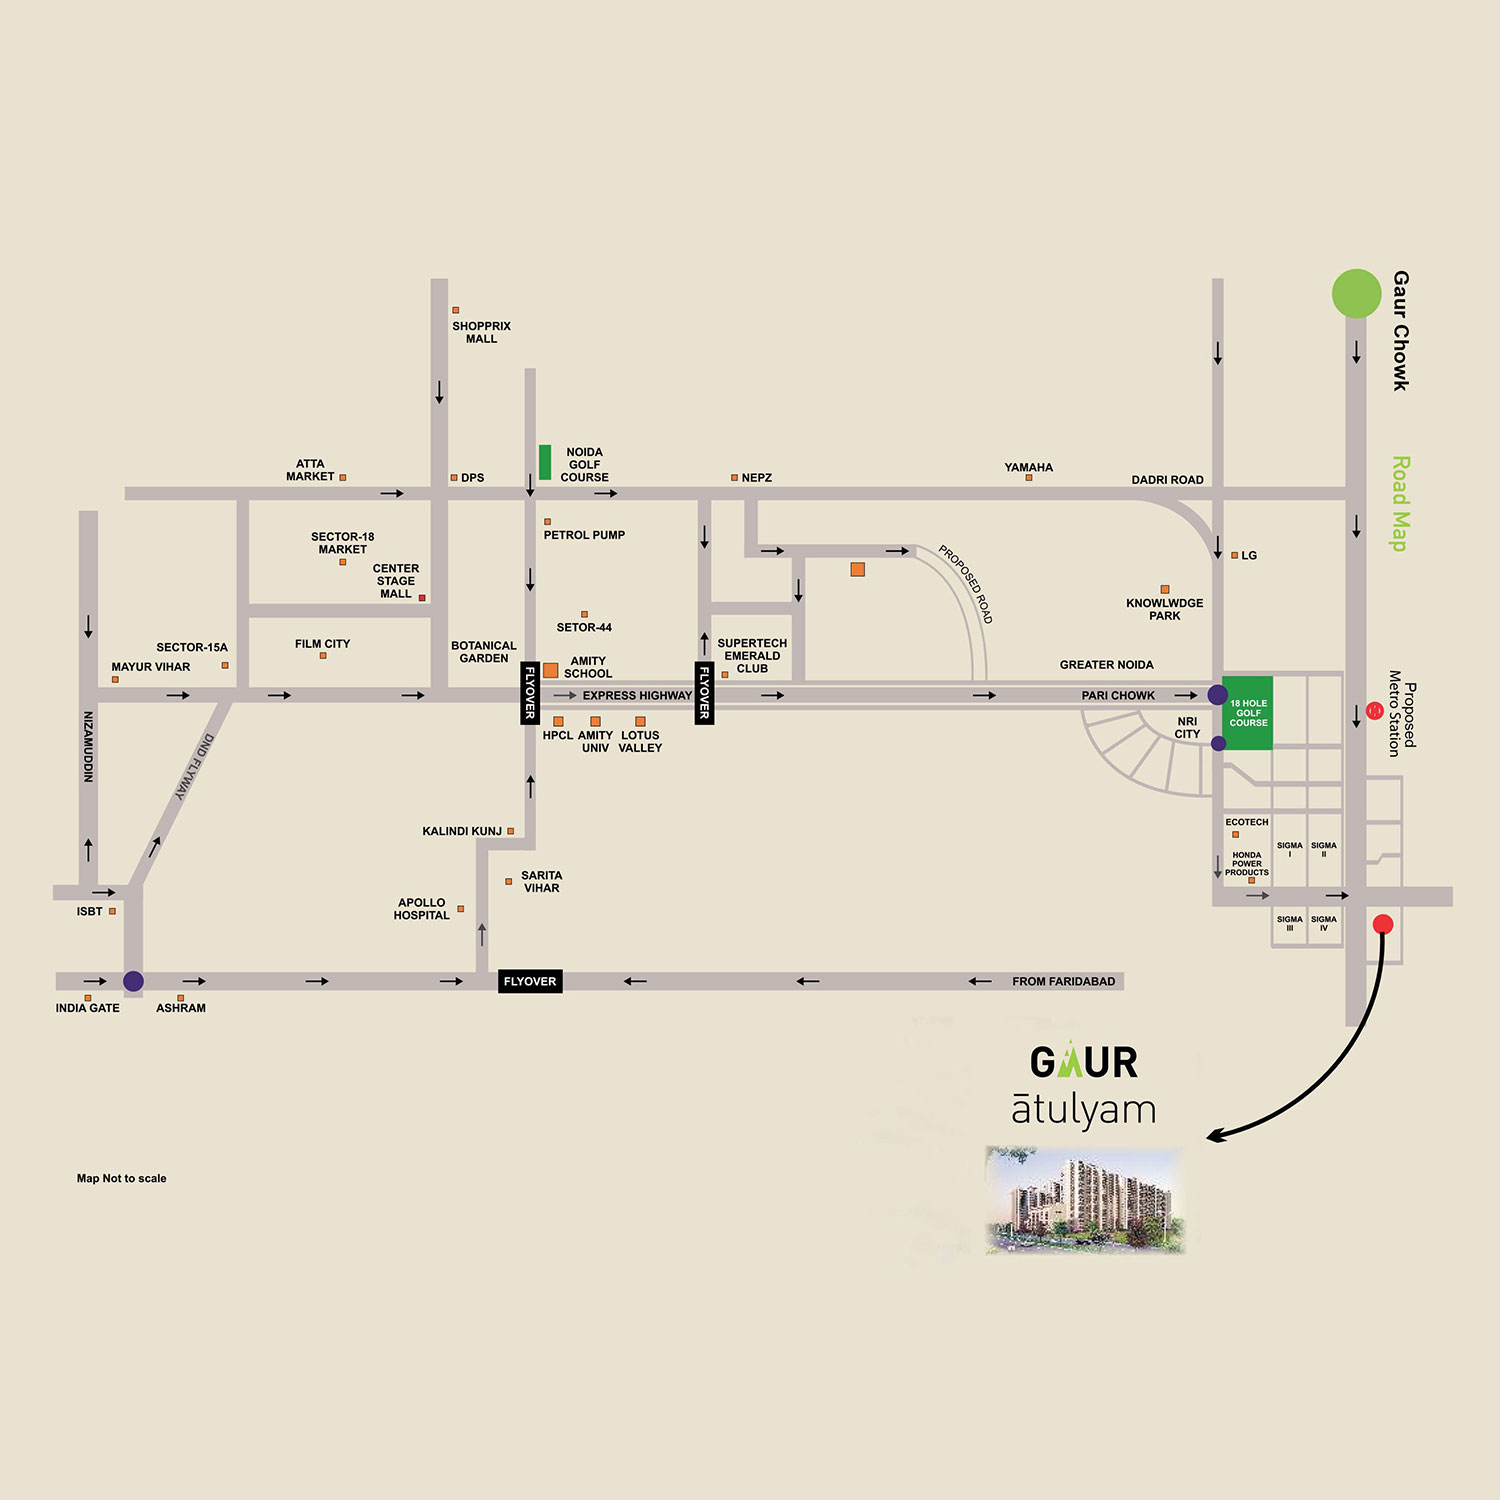 Gaur Chowk
Road Map
SHOPPRIX
MALL
NOIDA
GOLF
COURSE
ATTA
MARKET
DPS
NEPZ
YAMAHA
DADRI ROAD
SECTOR-18
MARKET
PETROL PUMP
CENTER
STAGE
MALL
PROPOSED ROAD
LG
KNOWLWDGE
PARK
SETOR-44
SECTOR-15A
FILM CITY
BOTANICAL
GARDEN
SUPERTECH
EMERALD
CLUB
MAYUR VIHAR
AMITY
SCHOOL
GREATER NOIDA
FLYOVER
EXPRESS HIGHWAY
FLYOVER
PARI CHOWK
18 HOLE
GOLF
COURSE
Proposed
Metro Station
NRI
CITY
NIZAMUDDIN
DND FLYWAY
HPCL
AMITY
UNIV
LOTUS
VALLEY
KALINDI KUNJ
ECOTECH
SIGMA
I
SIGMA
II
HONDA
POWER
PRODUCTS
SARITA
VIHAR
APOLLO
HOSPITAL
ISBT
SIGMA
III
SIGMA
IV
FLYOVER
FROM FARIDABAD
INDIA GATE
ASHRAM
GAUR
ātulyam
Map Not to scale